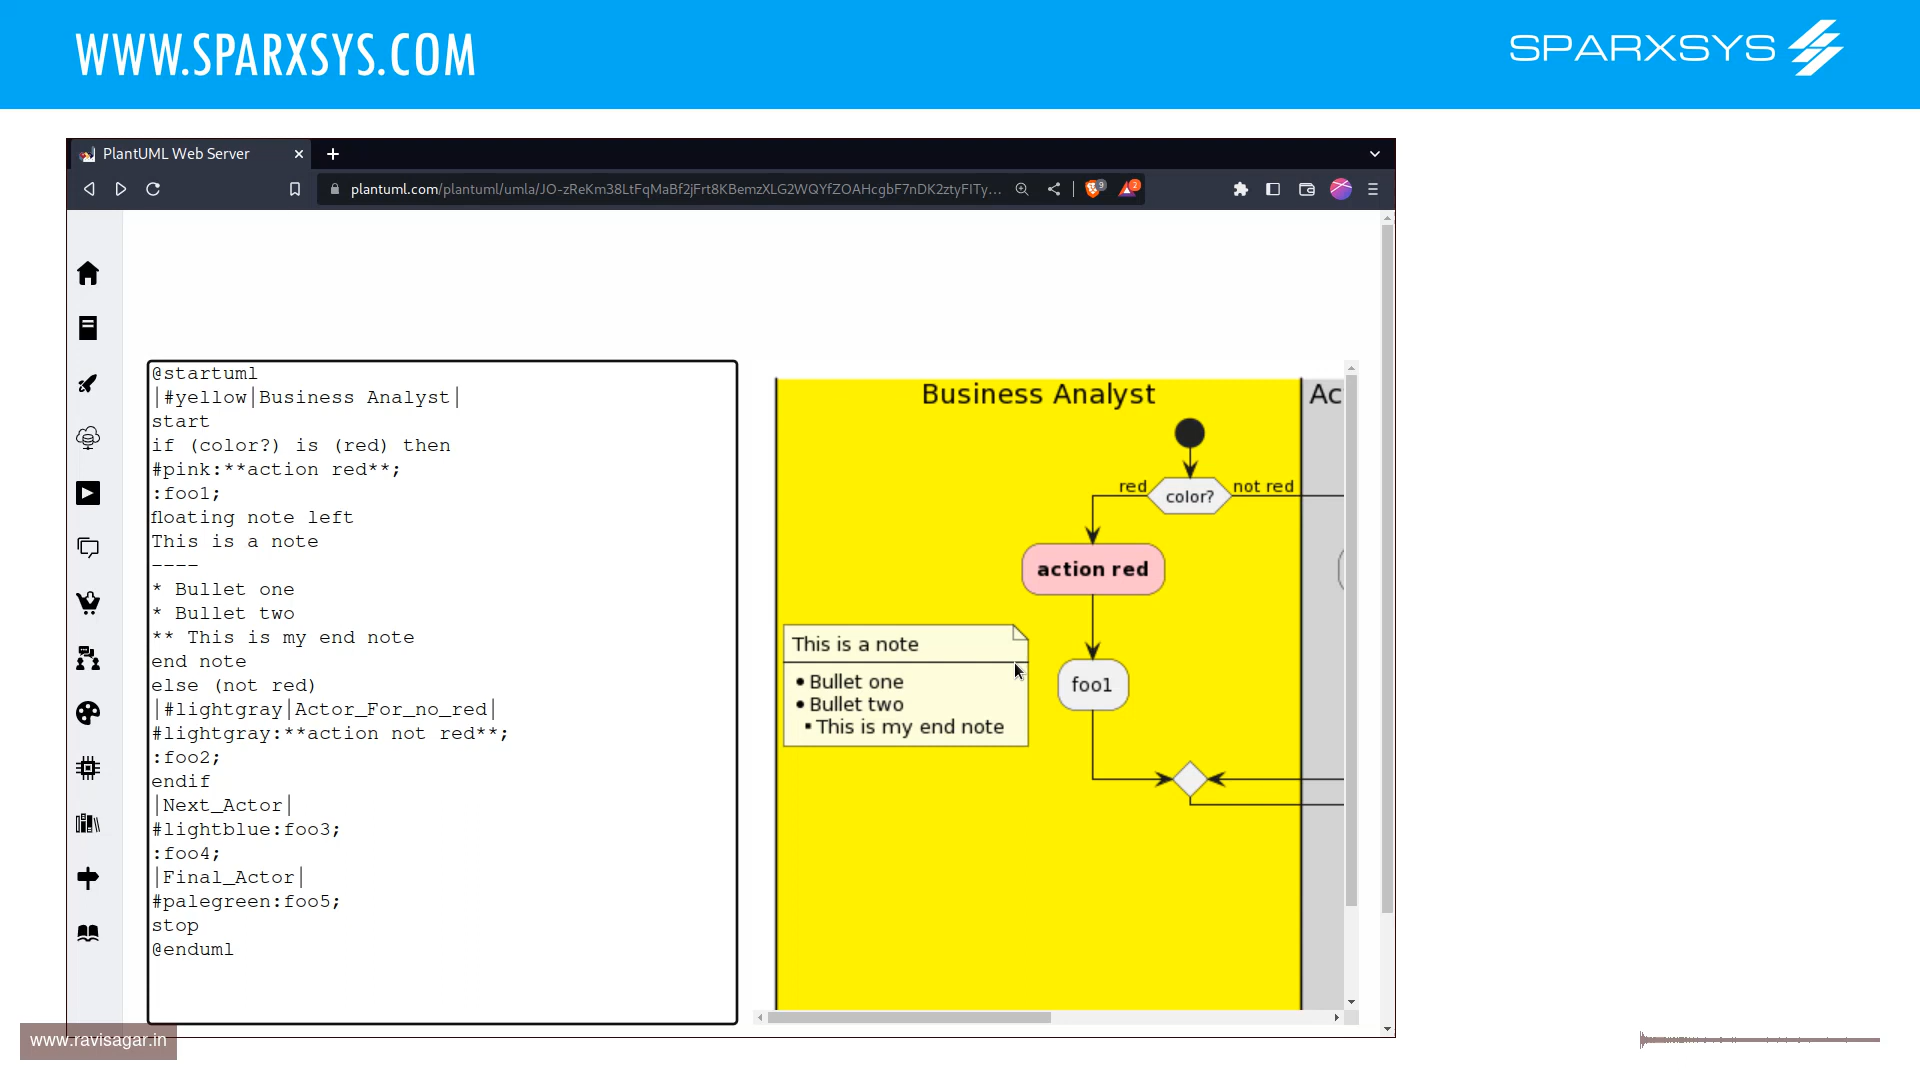 WWW.SPARXSYS.COM
SPARXSYS
PlantUML Web Server
plantuml.com/plantuml/umla/JO-zReKm38LtFqMaBf2jFrt8KBemzXLG2WQYfZOAHcgbF7nDK2ztyFITy...
9
2
@startuml
|#yellow|Business Analyst|
start
if (color?) is (red) then
#pink:**action red**;
:foo1;
floating note left
This is a note
----
* Bullet one
* Bullet two
** This is my end note
end note
else (not red)
|#lightgray|Actor_For_no_red|
#lightgray:**action not red**;
:foo2;
endif
|Next_Actor|
#lightblue:foo3;
:foo4;
|Final_Actor|
#palegreen:foo5;
stop
@enduml
Business Analyst
Ac
red
color?
not red
action red
This is a note
• Bullet one
• Bullet two
▪ This is my end note
foo1
www.ravisagar.in